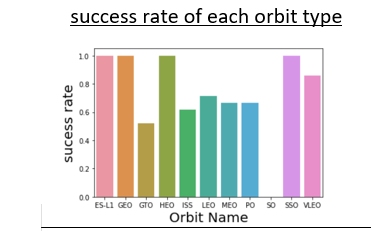 success rate of each orbit type
sucess rate
1.0
0.8
0.6
0.4
0.2
0.0
ES-L1 GEO GTO HEO ISS LEO MEO PO SO SSO VLEO
Orbit Name